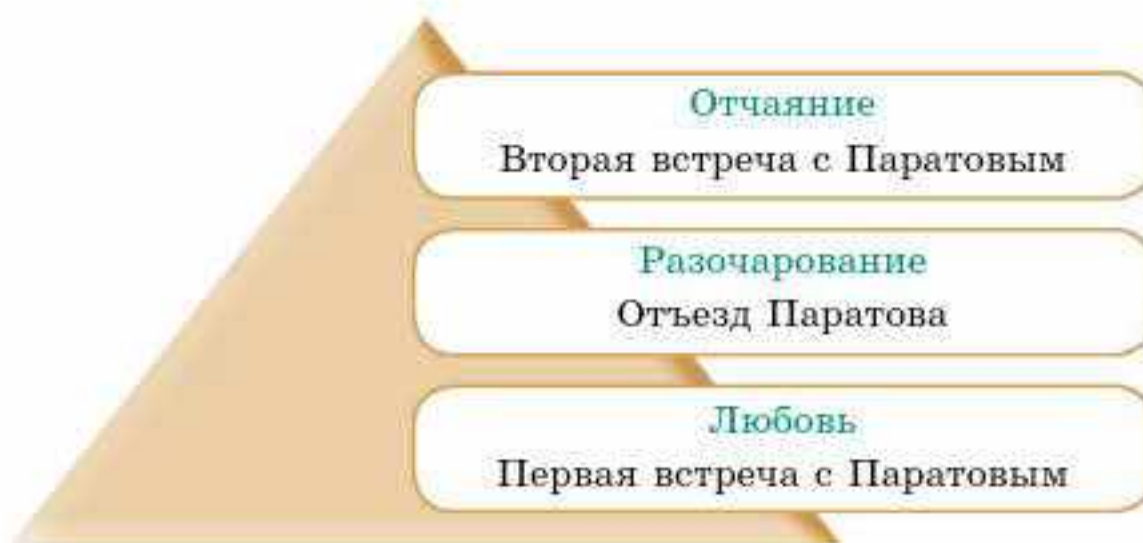 Отчаяние
Вторая встреча с Паратовым
Разочарование
Отъезд Паратова
Любовь
Первая встреча с Паратовым